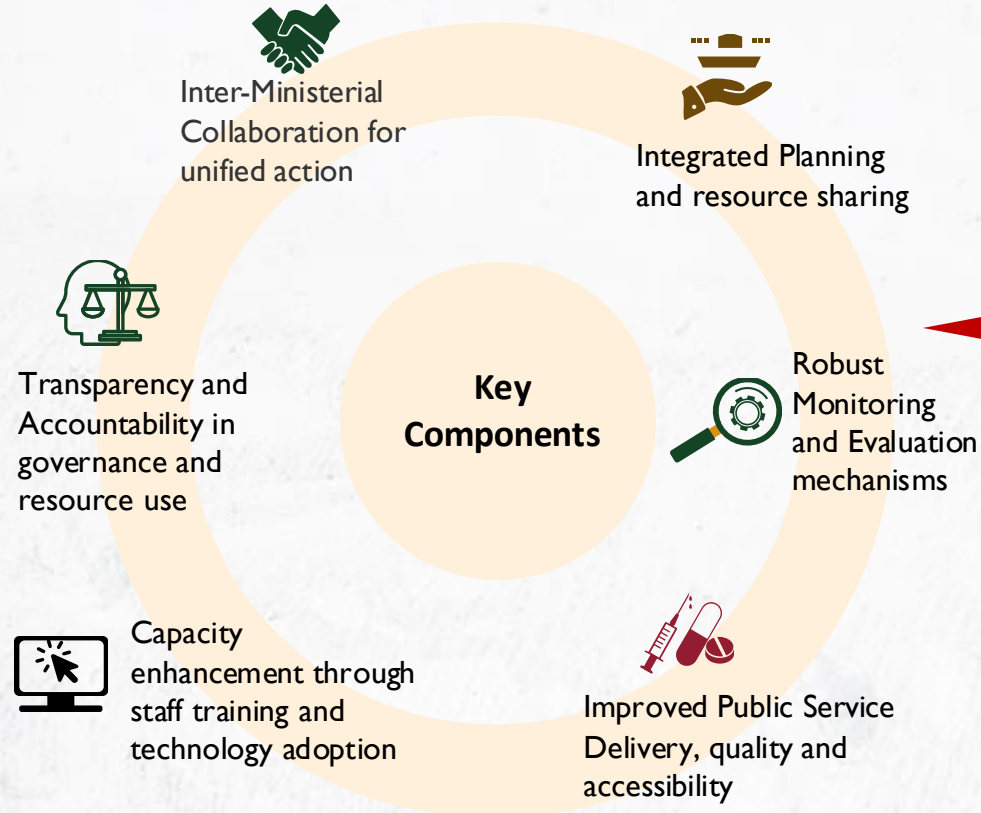 Inter-Ministerial
Collaboration for
unified action
Integrated Planning
and resource sharing
Transparency and
Accountability in
governance and
resource use
Key
Components
Robust
Monitoring
and Evaluation
mechanisms
Capacity
enhancement through
staff training and
technology adoption
Improved Public Service
Delivery, quality and
accessibility